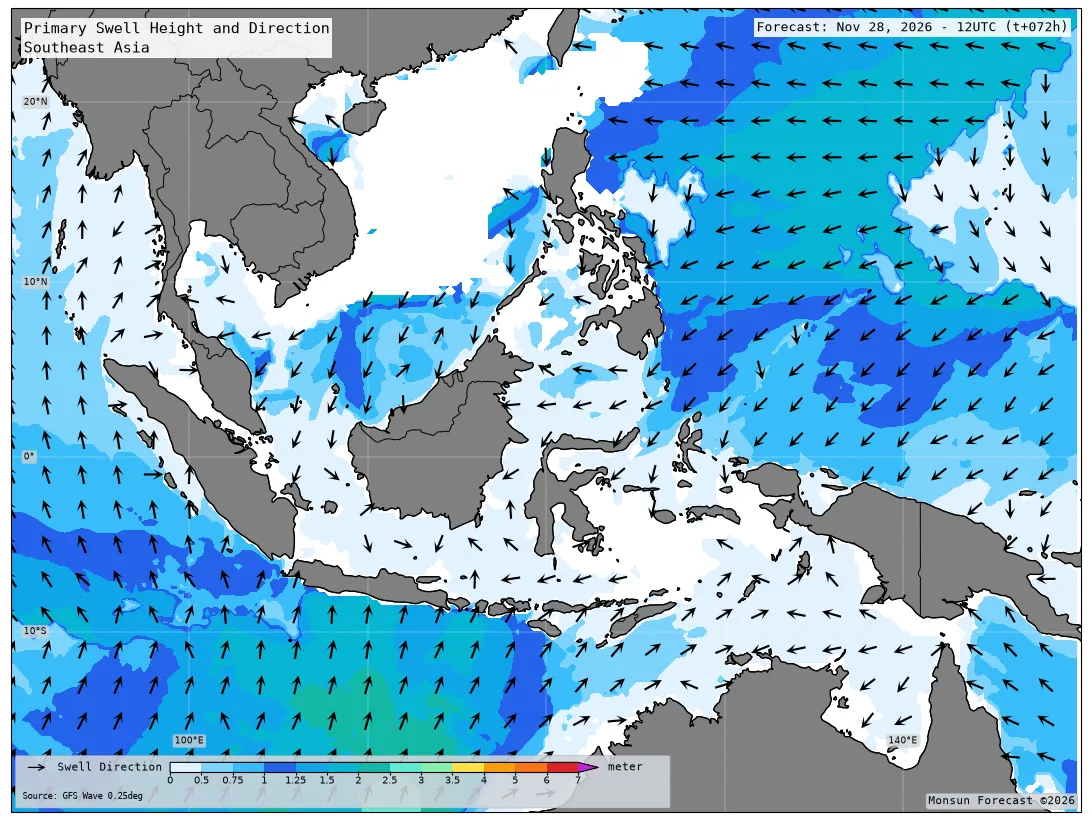 Primary Swell Height and Direction
Southeast Asia
Forecast: Nov 28, 2026 - 12UTC (t+072h)
20°N
10°N
0°
10°S
100°E
140°E
Swell Direction
0 0.5 0.75 1 1.25 1.5 2 2.5 3 3.5 4 5 6 7
meter
Source: GFS Wave 0.25deg
Monsun Forecast ©2026